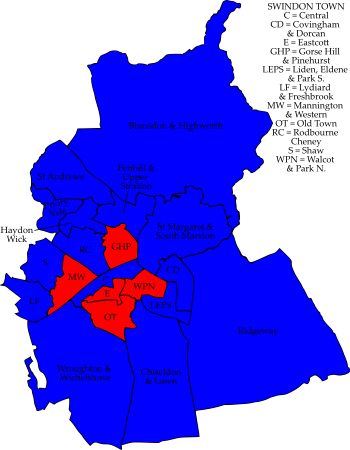 SWINDON TOWN
C = Central
CD = Covingham
& Dorcan
E = Eastcott
GHP = Gorse Hill
& Pinehurst
LEPS = Liden, Eldene
& Park S.
LF = Lydiard
& Freshbrook
MW = Mannington
& Western
OT = Old Town
RC = Rodbourne
Cheney
S = Shaw
WPN = Walcot
& Park N.
Blunsdon & Highworth
Penhill &
Upper
Stratton
St Andrews
Priory
Vale
Haydon
Wick
St Margaret &
South Marston
RC
GHP
S
CD
MW
C
WPN
E
LF
LEPS
OT
Ridgeway
Wroughton &
Wichelstowe
Chiseldon
& Lawn